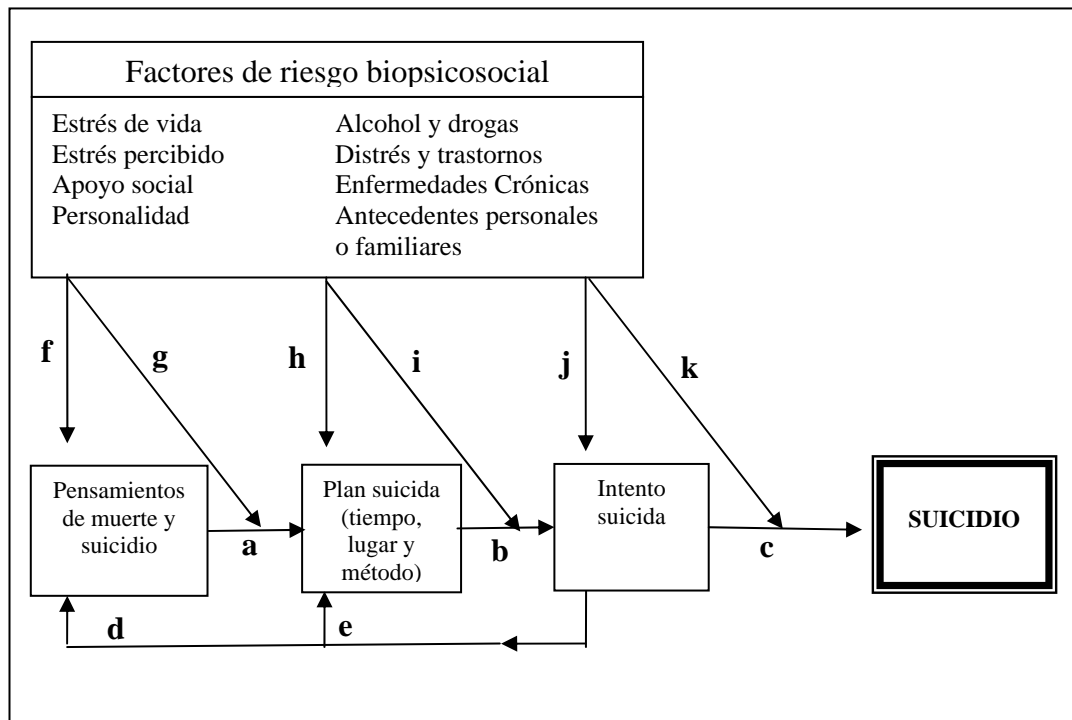 Factores de riesgo biopsicosocial
Estrés de vida
Estrés percibido
Apoyo social
Personalidad
Alcohol y drogas
Distrés y trastornos
Enfermedades Crónicas
Antecedentes personales
o familiares
f
g
h
i
j
k
Pensamientos
de muerte y
suicidio
a
Plan suicida
(tiempo,
lugar y
método)
b
Intento
suicida
c
SUICIDIO
d
e